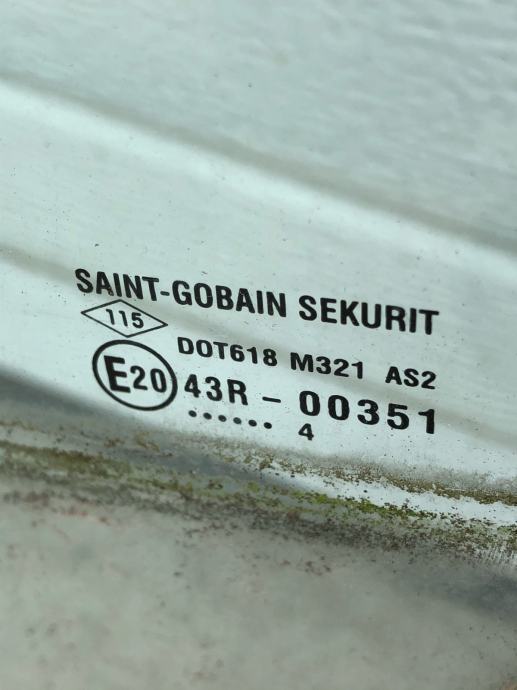 SAINT-GOBAIN SEKURIT
115
DOT618 M321 AS2
E20 43R - 00351
...... 4